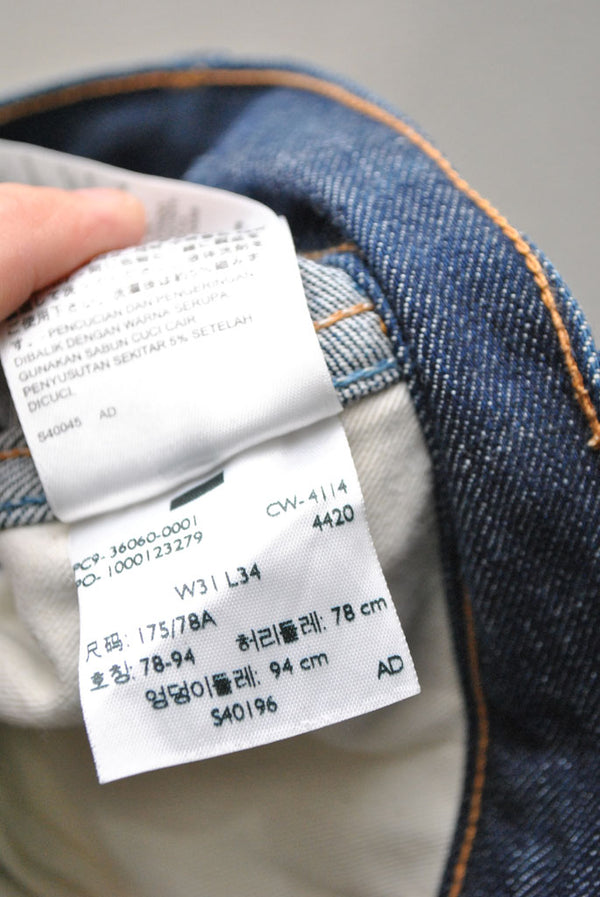 す。: PENCUCIAN DAN PENGERINGAN
DIBALIK DENGAN WARNA SERUPA
GUNAKAN SABUN CUCI CAIR
PENYUSUTAN SEKITAR 5% SETELAH
DICUCI.
S40045 AD
PC9- 36060-0001 CW-4114
PO- 1000123279 4420
W31 L34
尺码: 175/78A 허리둘레: 78 cm
호칭: 78-94 엉덩이둘레: 94 cm
S40196 AD